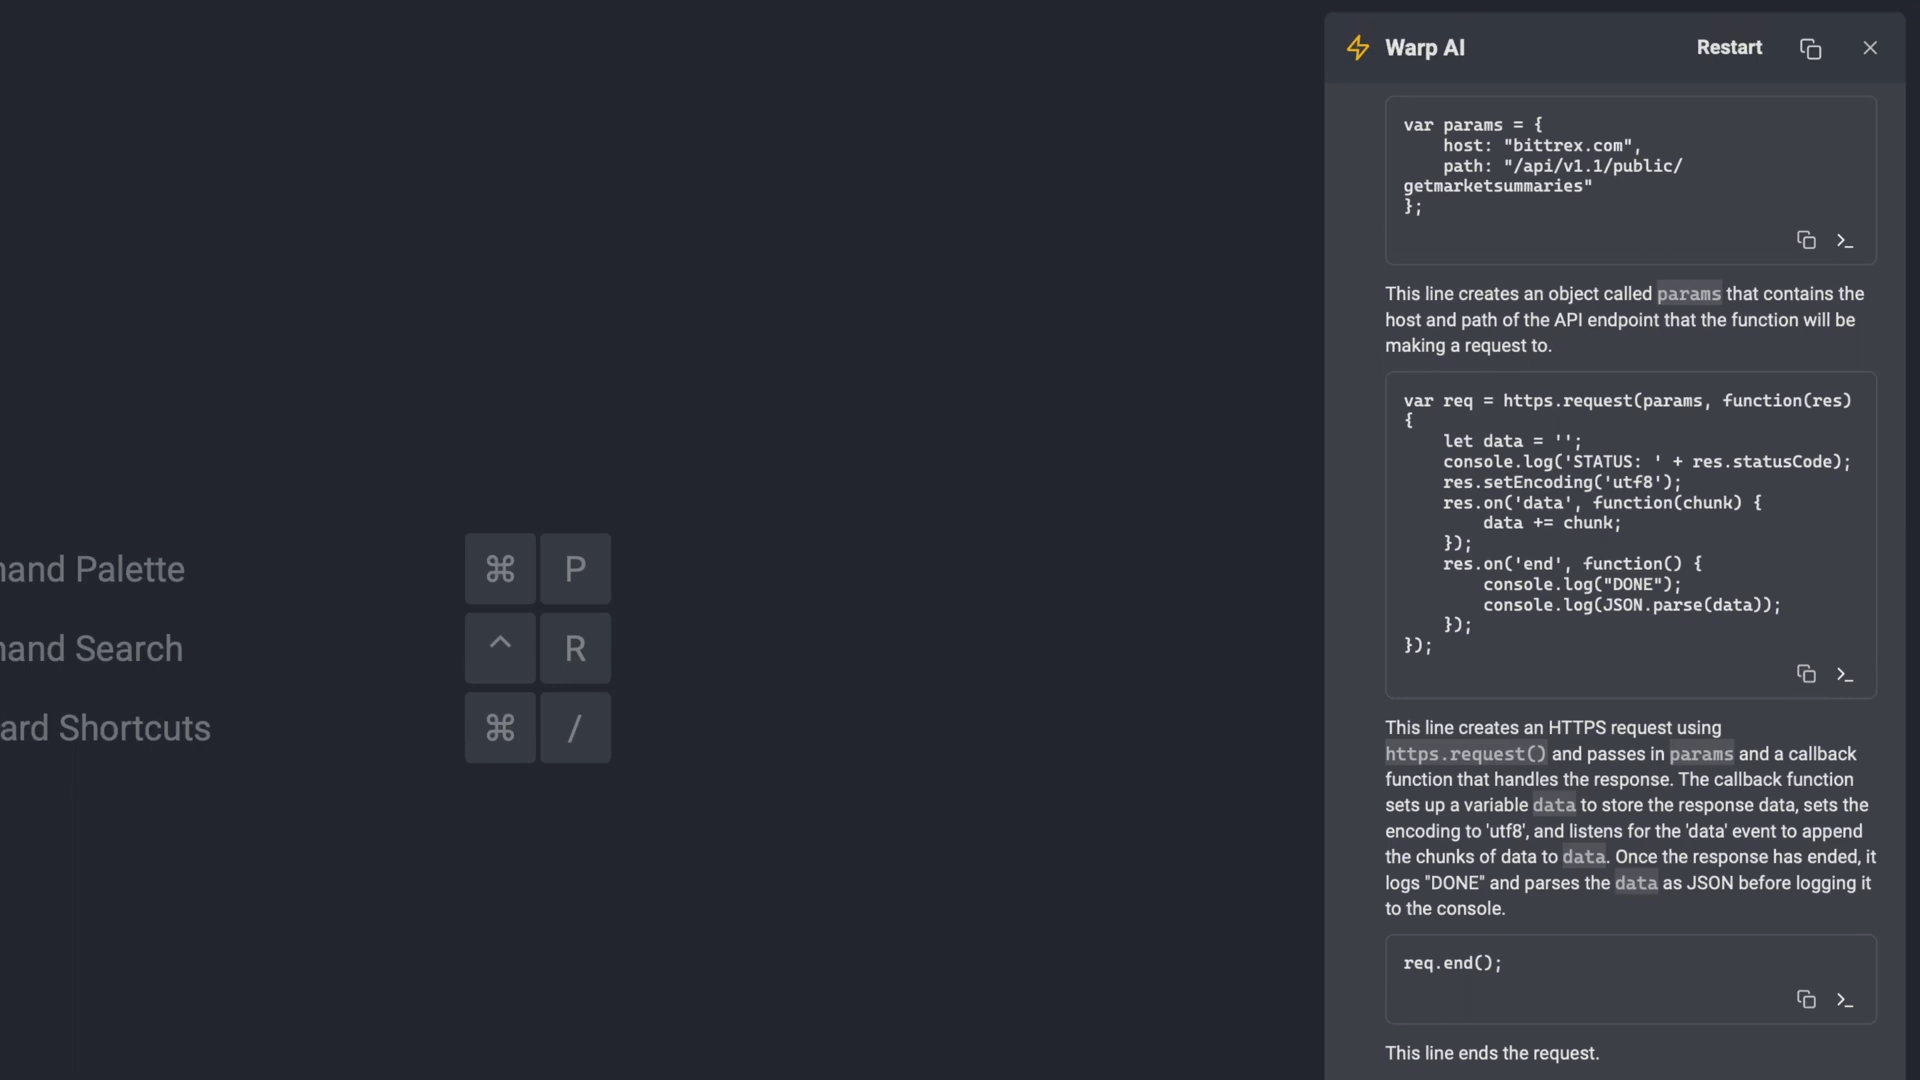 Warp AI Restart
var params = {
host: "bittrex.com",
path: "/api/v1.1/public/
getmarketsummaries"
};
This line creates an object called params that contains the
host and path of the API endpoint that the function will be
making a request to.
var req = https.request(params, function(res)
{
let data = '';
console.log('STATUS: ' + res.statusCode);
res.setEncoding('utf8');
res.on('data', function(chunk) {
data += chunk;
});
res.on('end', function() {
console.log("DONE");
console.log(JSON.parse(data));
});
});
This line creates an HTTPS request using
https.request() and passes in params and a callback
function that handles the response. The callback function
sets up a variable data to store the response data, sets the
encoding to 'utf8', and listens for the 'data' event to append
the chunks of data to data. Once the response has ended, it
logs "DONE" and parses the data as JSON before logging it
to the console.
req.end();
This line ends the request.
and Palette ⌘ P
and Search ^ R
ard Shortcuts ⌘ /